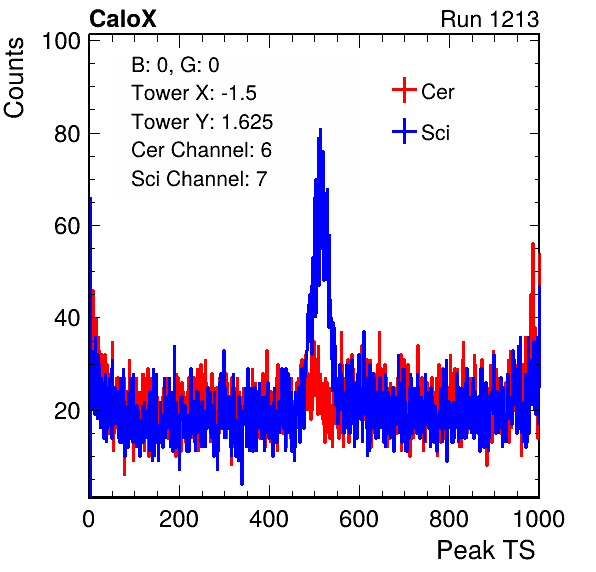 CaloX Run 1213
Counts
100
80
60
40
20
B: 0, G: 0
Tower X: -1.5
Tower Y: 1.625
Cer Channel: 6
Sci Channel: 7
Cer
Sci
0 200 400 600 800 1000
Peak TS